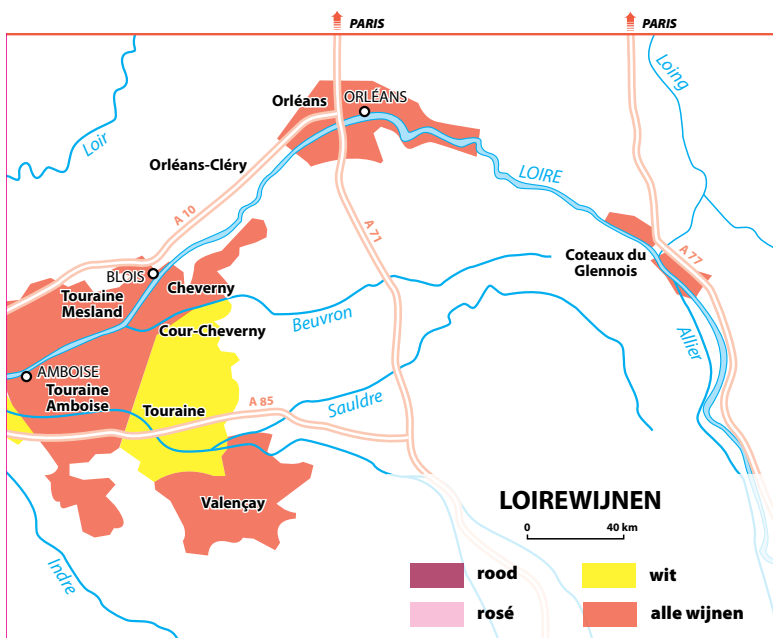 PARIS
PARIS
Loing
Loir
Orléans
ORLÉANS
Orléans-Cléry
LOIRE
A 10
A 71
Coteaux du
Glennois
A 77
BLOIS
Cheverny
Touraine
Mesland
Beuvron
Cour-Cheverny
Allier
AMBOISE
Touraine
Amboise
Touraine
A 85
Sauldre
Valençay
Indre
LOIREWIJNEN
0 40 km
rood
wit
rosé
alle wijnen